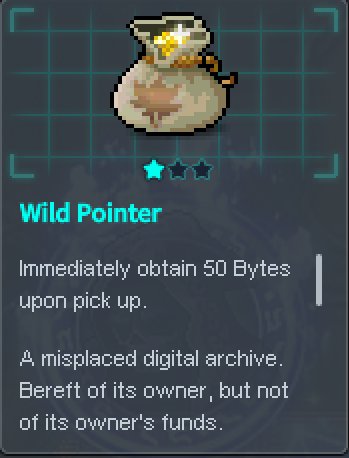 Wild Pointer
Immediately obtain 50 Bytes
upon pick up.
A misplaced digital archive.
Bereft of its owner, but not
of its owner's funds.